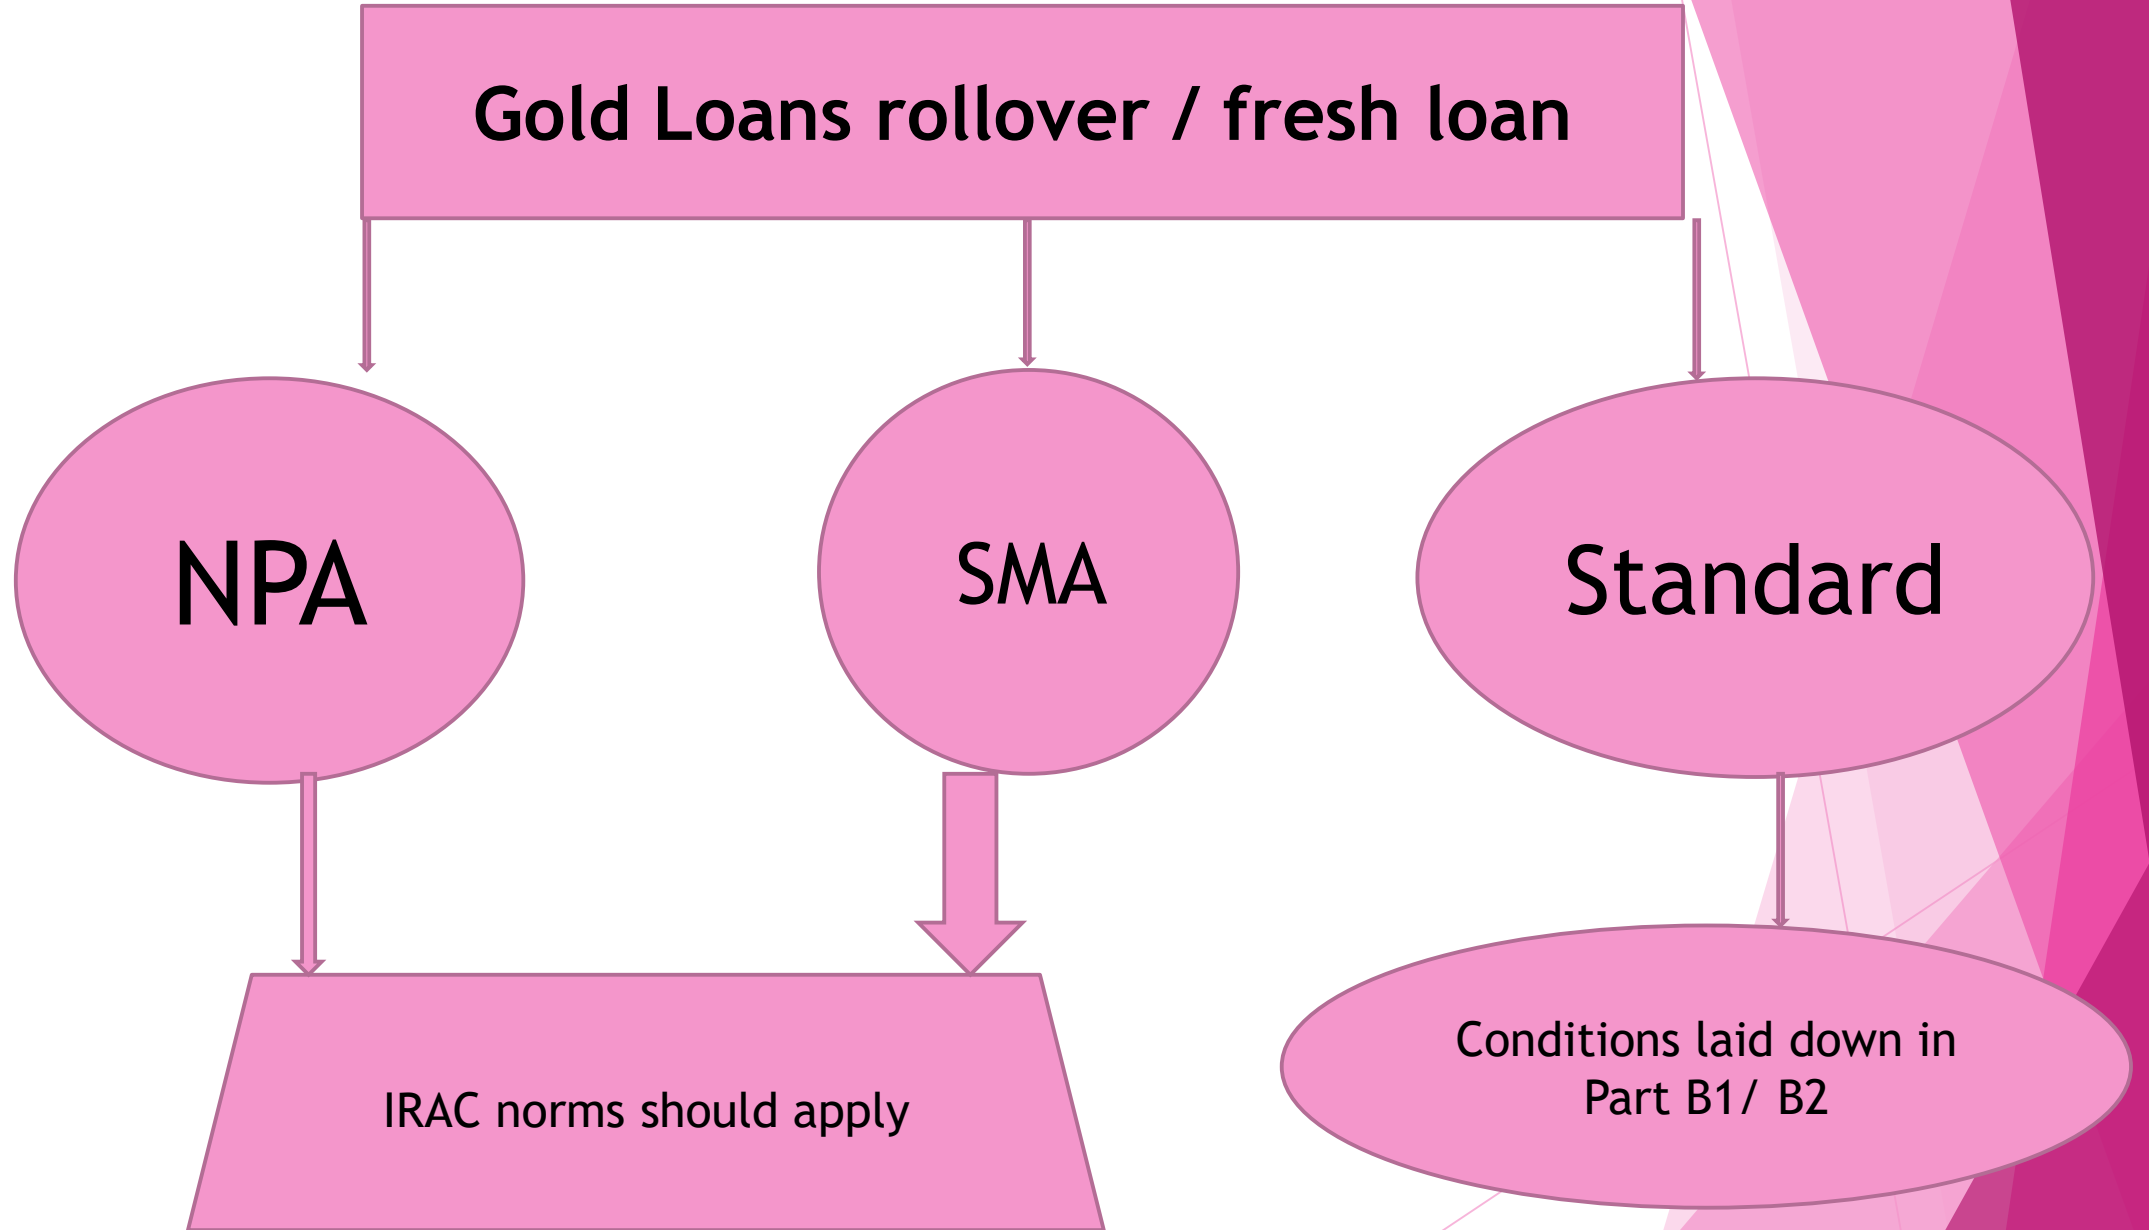 Gold Loans rollover / fresh loan
NPA
SMA
Standard
IRAC norms should apply
Conditions laid down in
Part B1/ B2